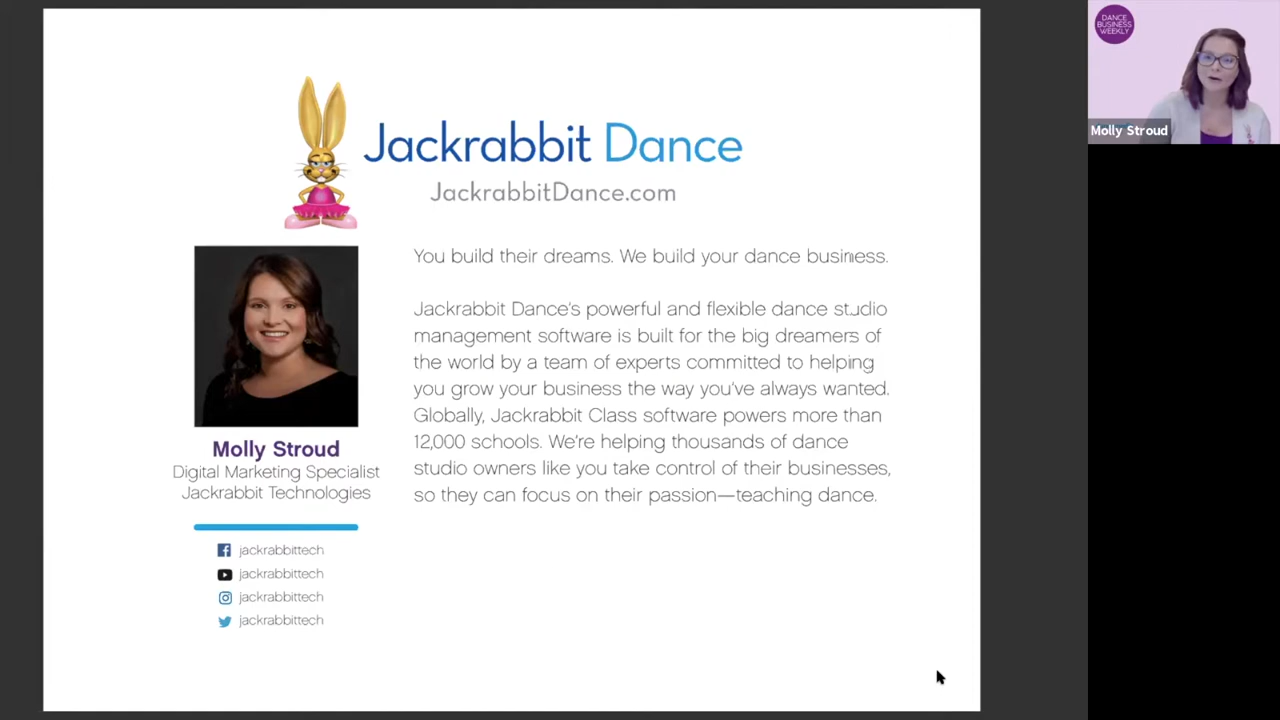 Jackrabbit Dance
JackrabbitDance.com
You build their dreams. We build your dance business.
Jackrabbit Dance's powerful and flexible dance studio
management software is built for the big dreamers of
the world by a team of experts committed to helping
you grow your business the way you've always wanted.
Globally, Jackrabbit Class software powers more than
12,000 schools. We're helping thousands of dance
studio owners like you take control of their businesses,
so they can focus on their passion—teaching dance.
Molly Stroud
Digital Marketing Specialist
Jackrabbit Technologies
jackrabbittech
jackrabbittech
jackrabbittech
jackrabbittech
DANCE
BUSINESS
WEEKLY
Molly Stroud